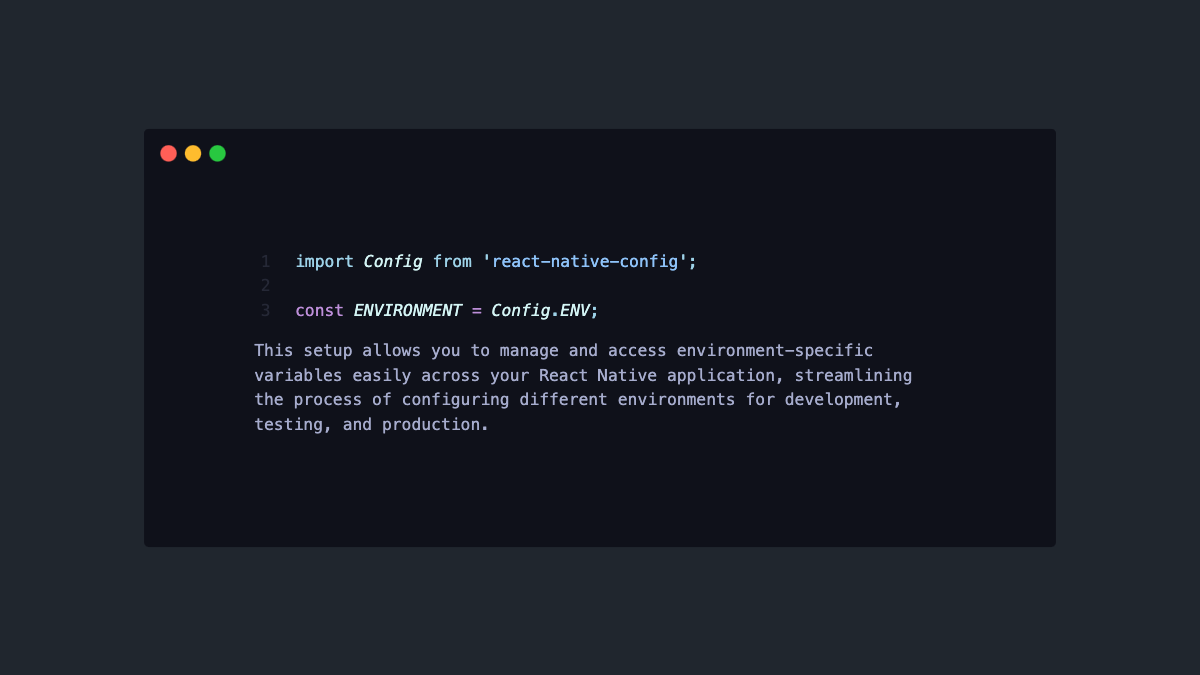 1 import Config from 'react-native-config';
2
3 const ENVIRONMENT = Config.ENV;
This setup allows you to manage and access environment-specific
variables easily across your React Native application, streamlining
the process of configuring different environments for development,
testing, and production.